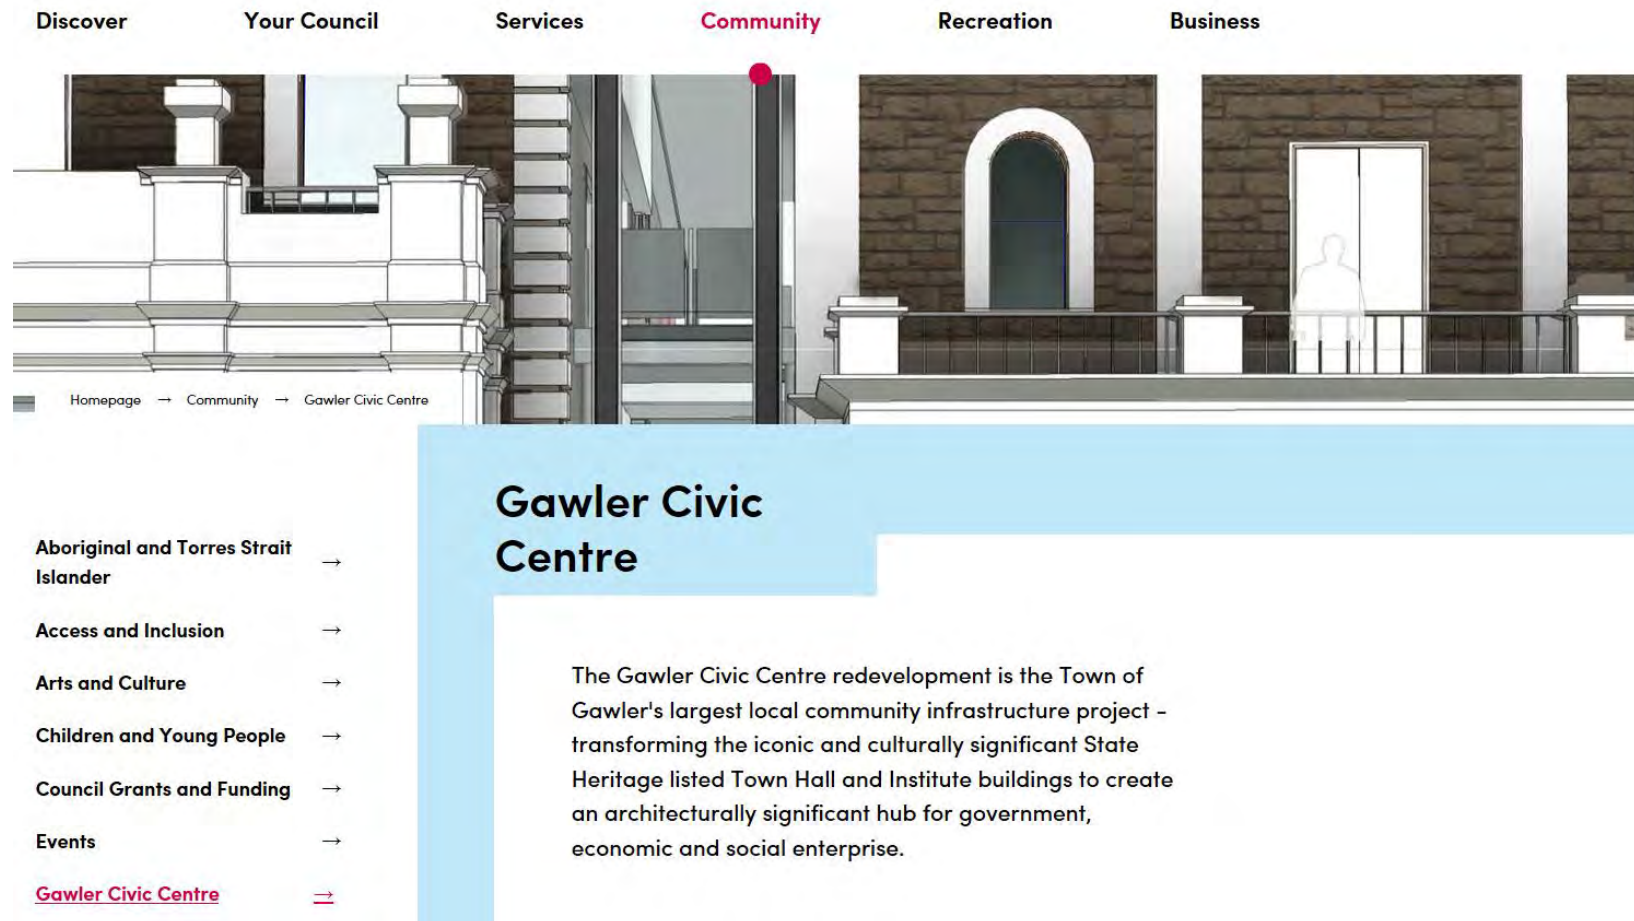 Discover Your Council Services Community Recreation Business
Homepage → Community → Gawler Civic Centre
Gawler Civic
Centre
Aboriginal and Torres Strait
Islander →
Access and Inclusion →
Arts and Culture →
Children and Young People →
Council Grants and Funding →
Events →
Gawler Civic Centre →
The Gawler Civic Centre redevelopment is the Town of
Gawler's largest local community infrastructure project -
transforming the iconic and culturally significant State
Heritage listed Town Hall and Institute buildings to create
an architecturally significant hub for government,
economic and social enterprise.